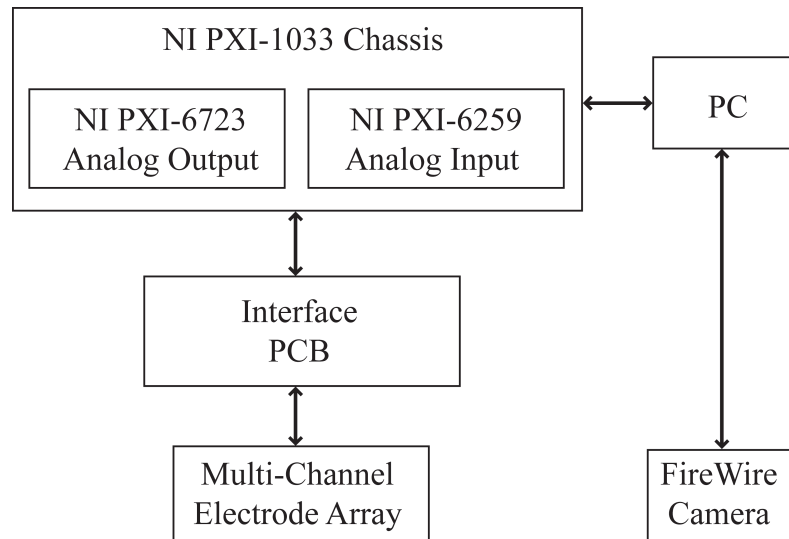 NI PXI-1033 Chassis
NI PXI-6723
Analog Output
NI PXI-6259
Analog Input
PC
Interface
PCB
Multi-Channel
Electrode Array
FireWire
Camera